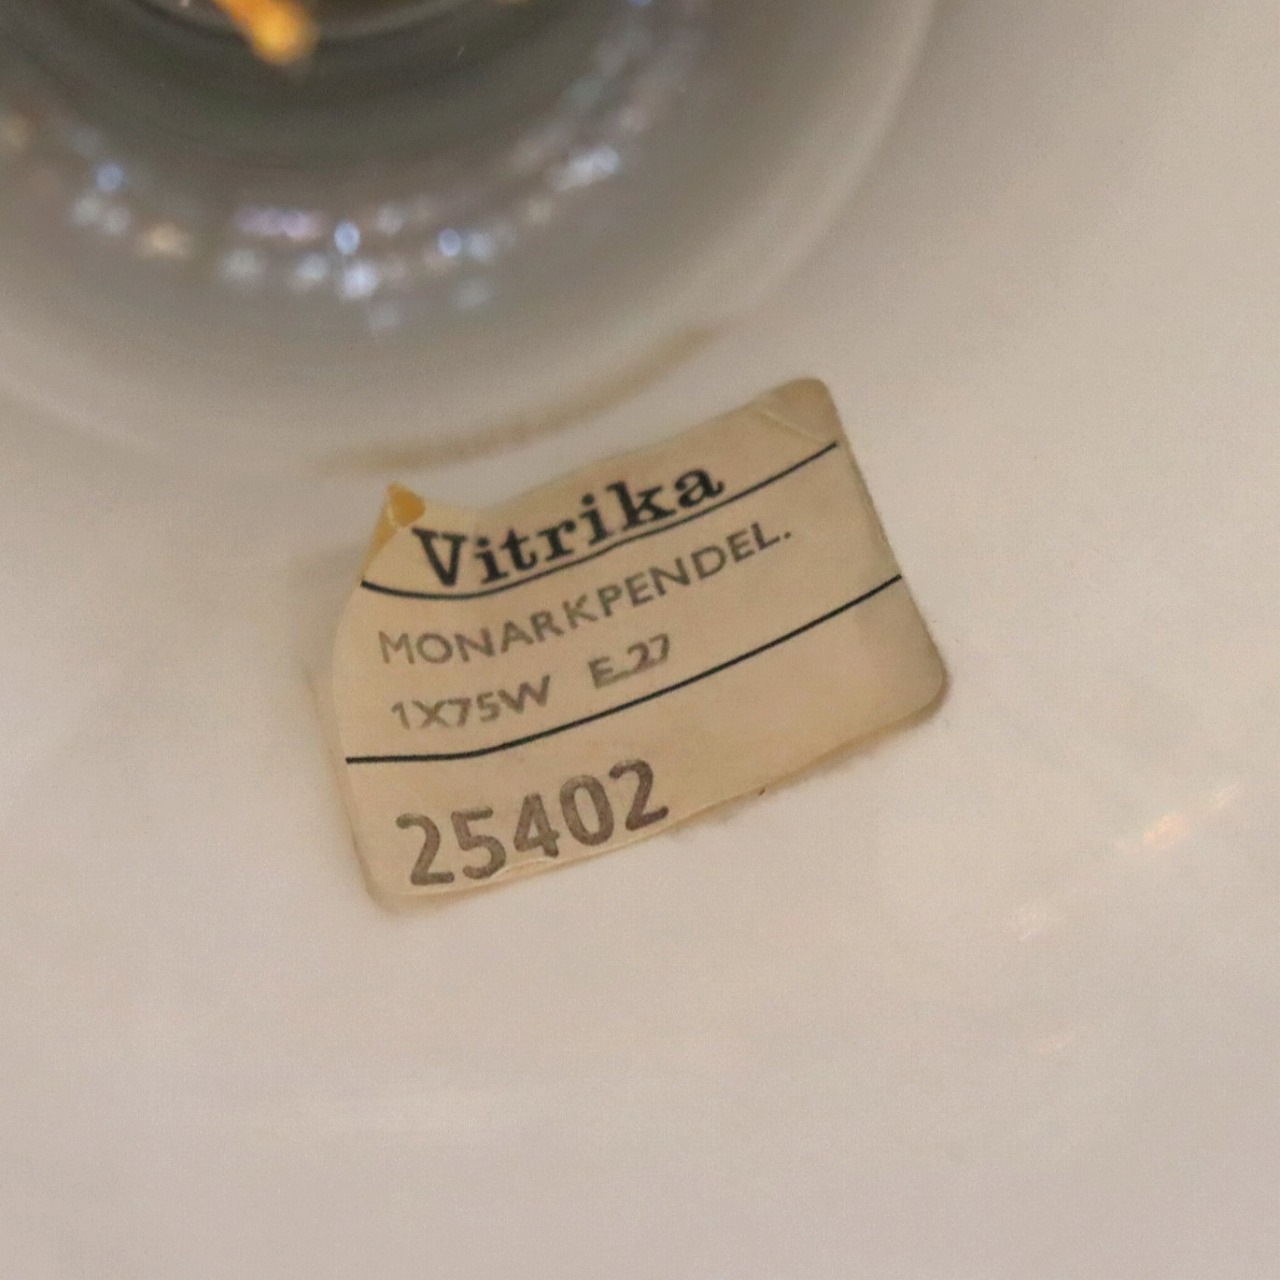 Vitrika
MONARKPENDEL.
1X75W E.27
25402